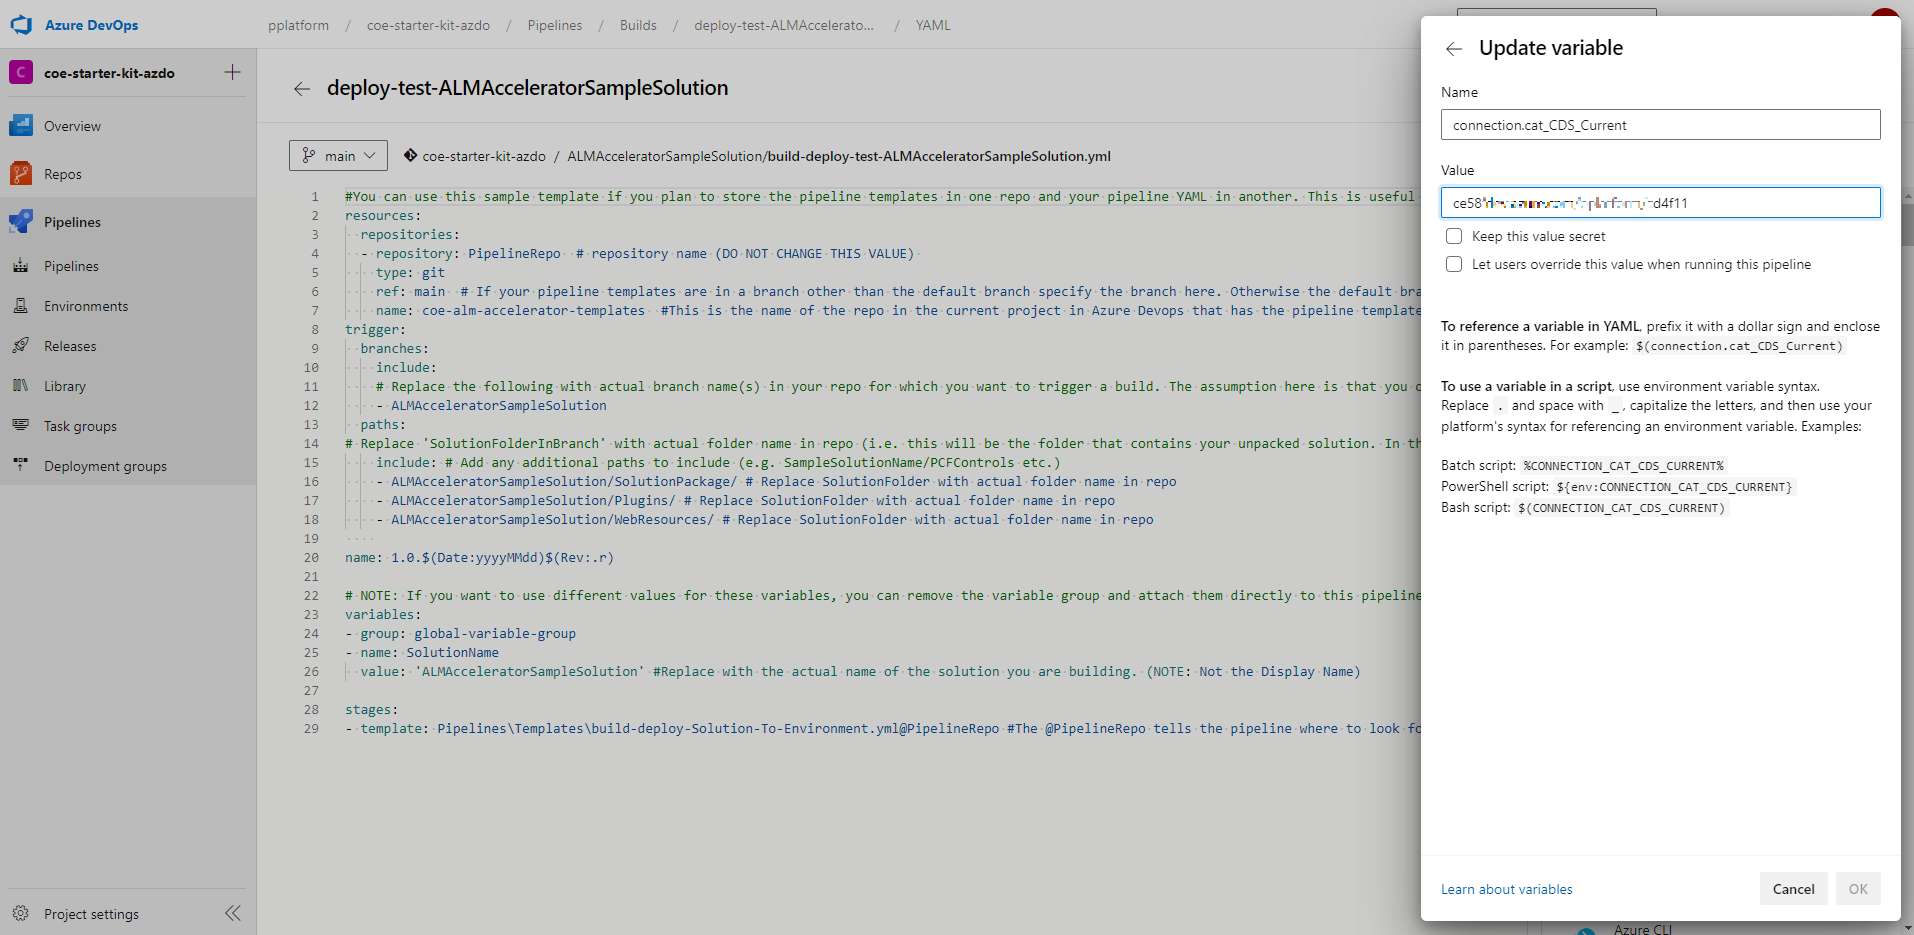 Azure DevOps
pplatform / coe-starter-kit-azdo / Pipelines / Builds / deploy-test-ALMAccelerato... / YAML
C coe-starter-kit-azdo
Overview
Repos
Pipelines
Pipelines
Environments
Releases
Library
Task groups
Deployment groups
Project settings
deploy-test-ALMAcceleratorSampleSolution
main coe-starter-kit-azdo / ALMAcceleratorSampleSolution/build-deploy-test-ALMAcceleratorSampleSolution.yml
1 #You can use this sample template if you plan to store the pipeline templates in one repo and your pipeline YAML in another. This is useful
2 resources:
3 repositories:
4 - repository: PipelineRepo # repository name (DO NOT CHANGE THIS VALUE)
5 type: git
6 ref: main # If your pipeline templates are in a branch other than the default branch specify the branch here. Otherwise the default bra
7 name: coe-alm-accelerator-templates #This is the name of the repo in the current project in Azure Devops that has the pipeline template
8 trigger:
9 branches:
10 include:
11 # Replace the following with actual branch name(s) in your repo for which you want to trigger a build. The assumption here is that you
12 - ALMAcceleratorSampleSolution
13 paths:
14 # Replace 'SolutionFolderInBranch' with actual folder name in repo (i.e. this will be the folder that contains your unpacked solution. In th
15 include: # Add any additional paths to include (e.g. SampleSolutionName/PCFControls etc.)
16 - ALMAcceleratorSampleSolution/SolutionPackage/ # Replace SolutionFolder with actual folder name in repo
17 - ALMAcceleratorSampleSolution/Plugins/ # Replace SolutionFolder with actual folder name in repo
18 - ALMAcceleratorSampleSolution/WebResources/ # Replace SolutionFolder with actual folder name in repo
19
20 name: 1.0.$(Date:yyyyMMdd)$(Rev:.r)
21
22 # NOTE: If you want to use different values for these variables, you can remove the variable group and attach them directly to this pipeline
23 variables:
24 - group: global-variable-group
25 - name: SolutionName
26 value: 'ALMAcceleratorSampleSolution' #Replace with the actual name of the solution you are building. (NOTE: Not the Display Name)
27
28 stages:
29 - template: Pipelines\Templates\build-deploy-Solution-To-Environment.yml@PipelineRepo #The @PipelineRepo tells the pipeline where to look fo
Update variable
Name
connection.cat_CDS_Current
Value
ce58 d4f11
Keep this value secret
Let users override this value when running this pipeline
To reference a variable in YAML, prefix it with a dollar sign and enclose
it in parentheses. For example: $(connection.cat_CDS_Current)
To use a variable in a script, use environment variable syntax.
Replace . and space with _, capitalize the letters, and then use your
platform's syntax for referencing an environment variable. Examples:
Batch script: %CONNECTION_CAT_CDS_CURRENT%
PowerShell script: ${env:CONNECTION_CAT_CDS_CURRENT}
Bash script: $(CONNECTION_CAT_CDS_CURRENT)
Learn about variables
Cancel
OK
Azure CLI